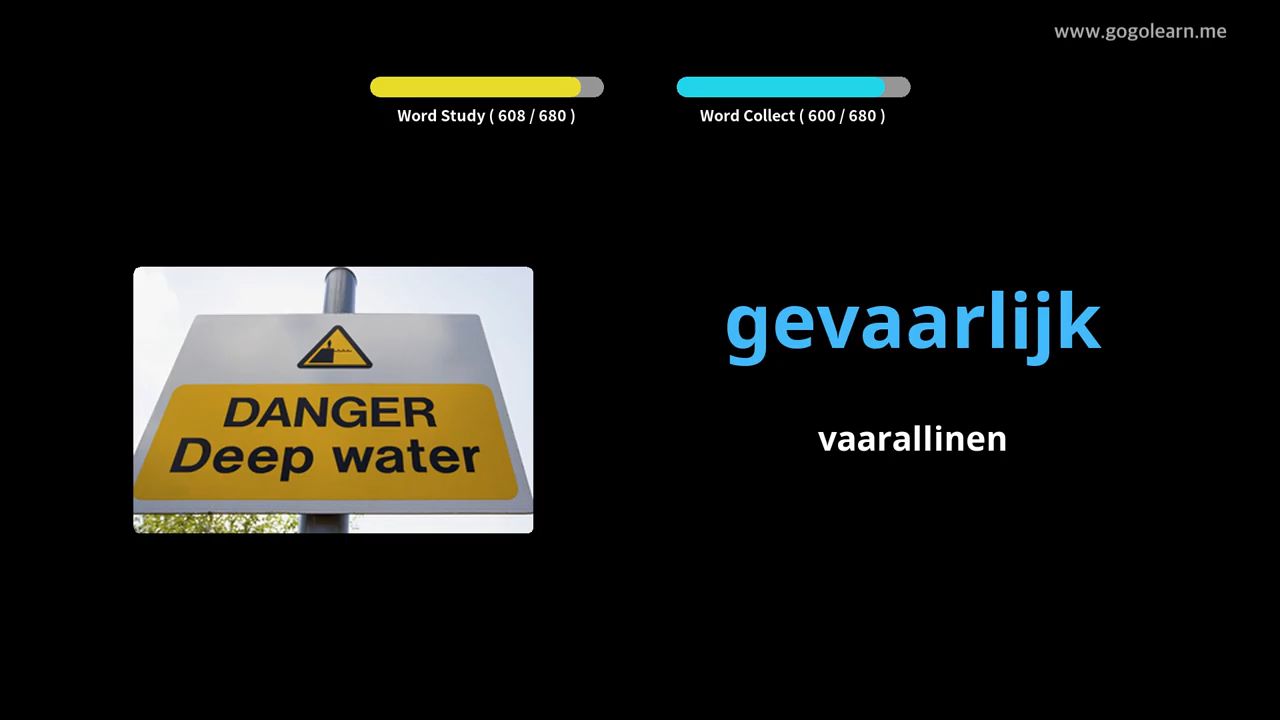 www.gogolearn.me
Word Study ( 608 / 680 )
Word Collect ( 600 / 680 )
DANGER
Deep water
gevaarlijk
vaarallinen